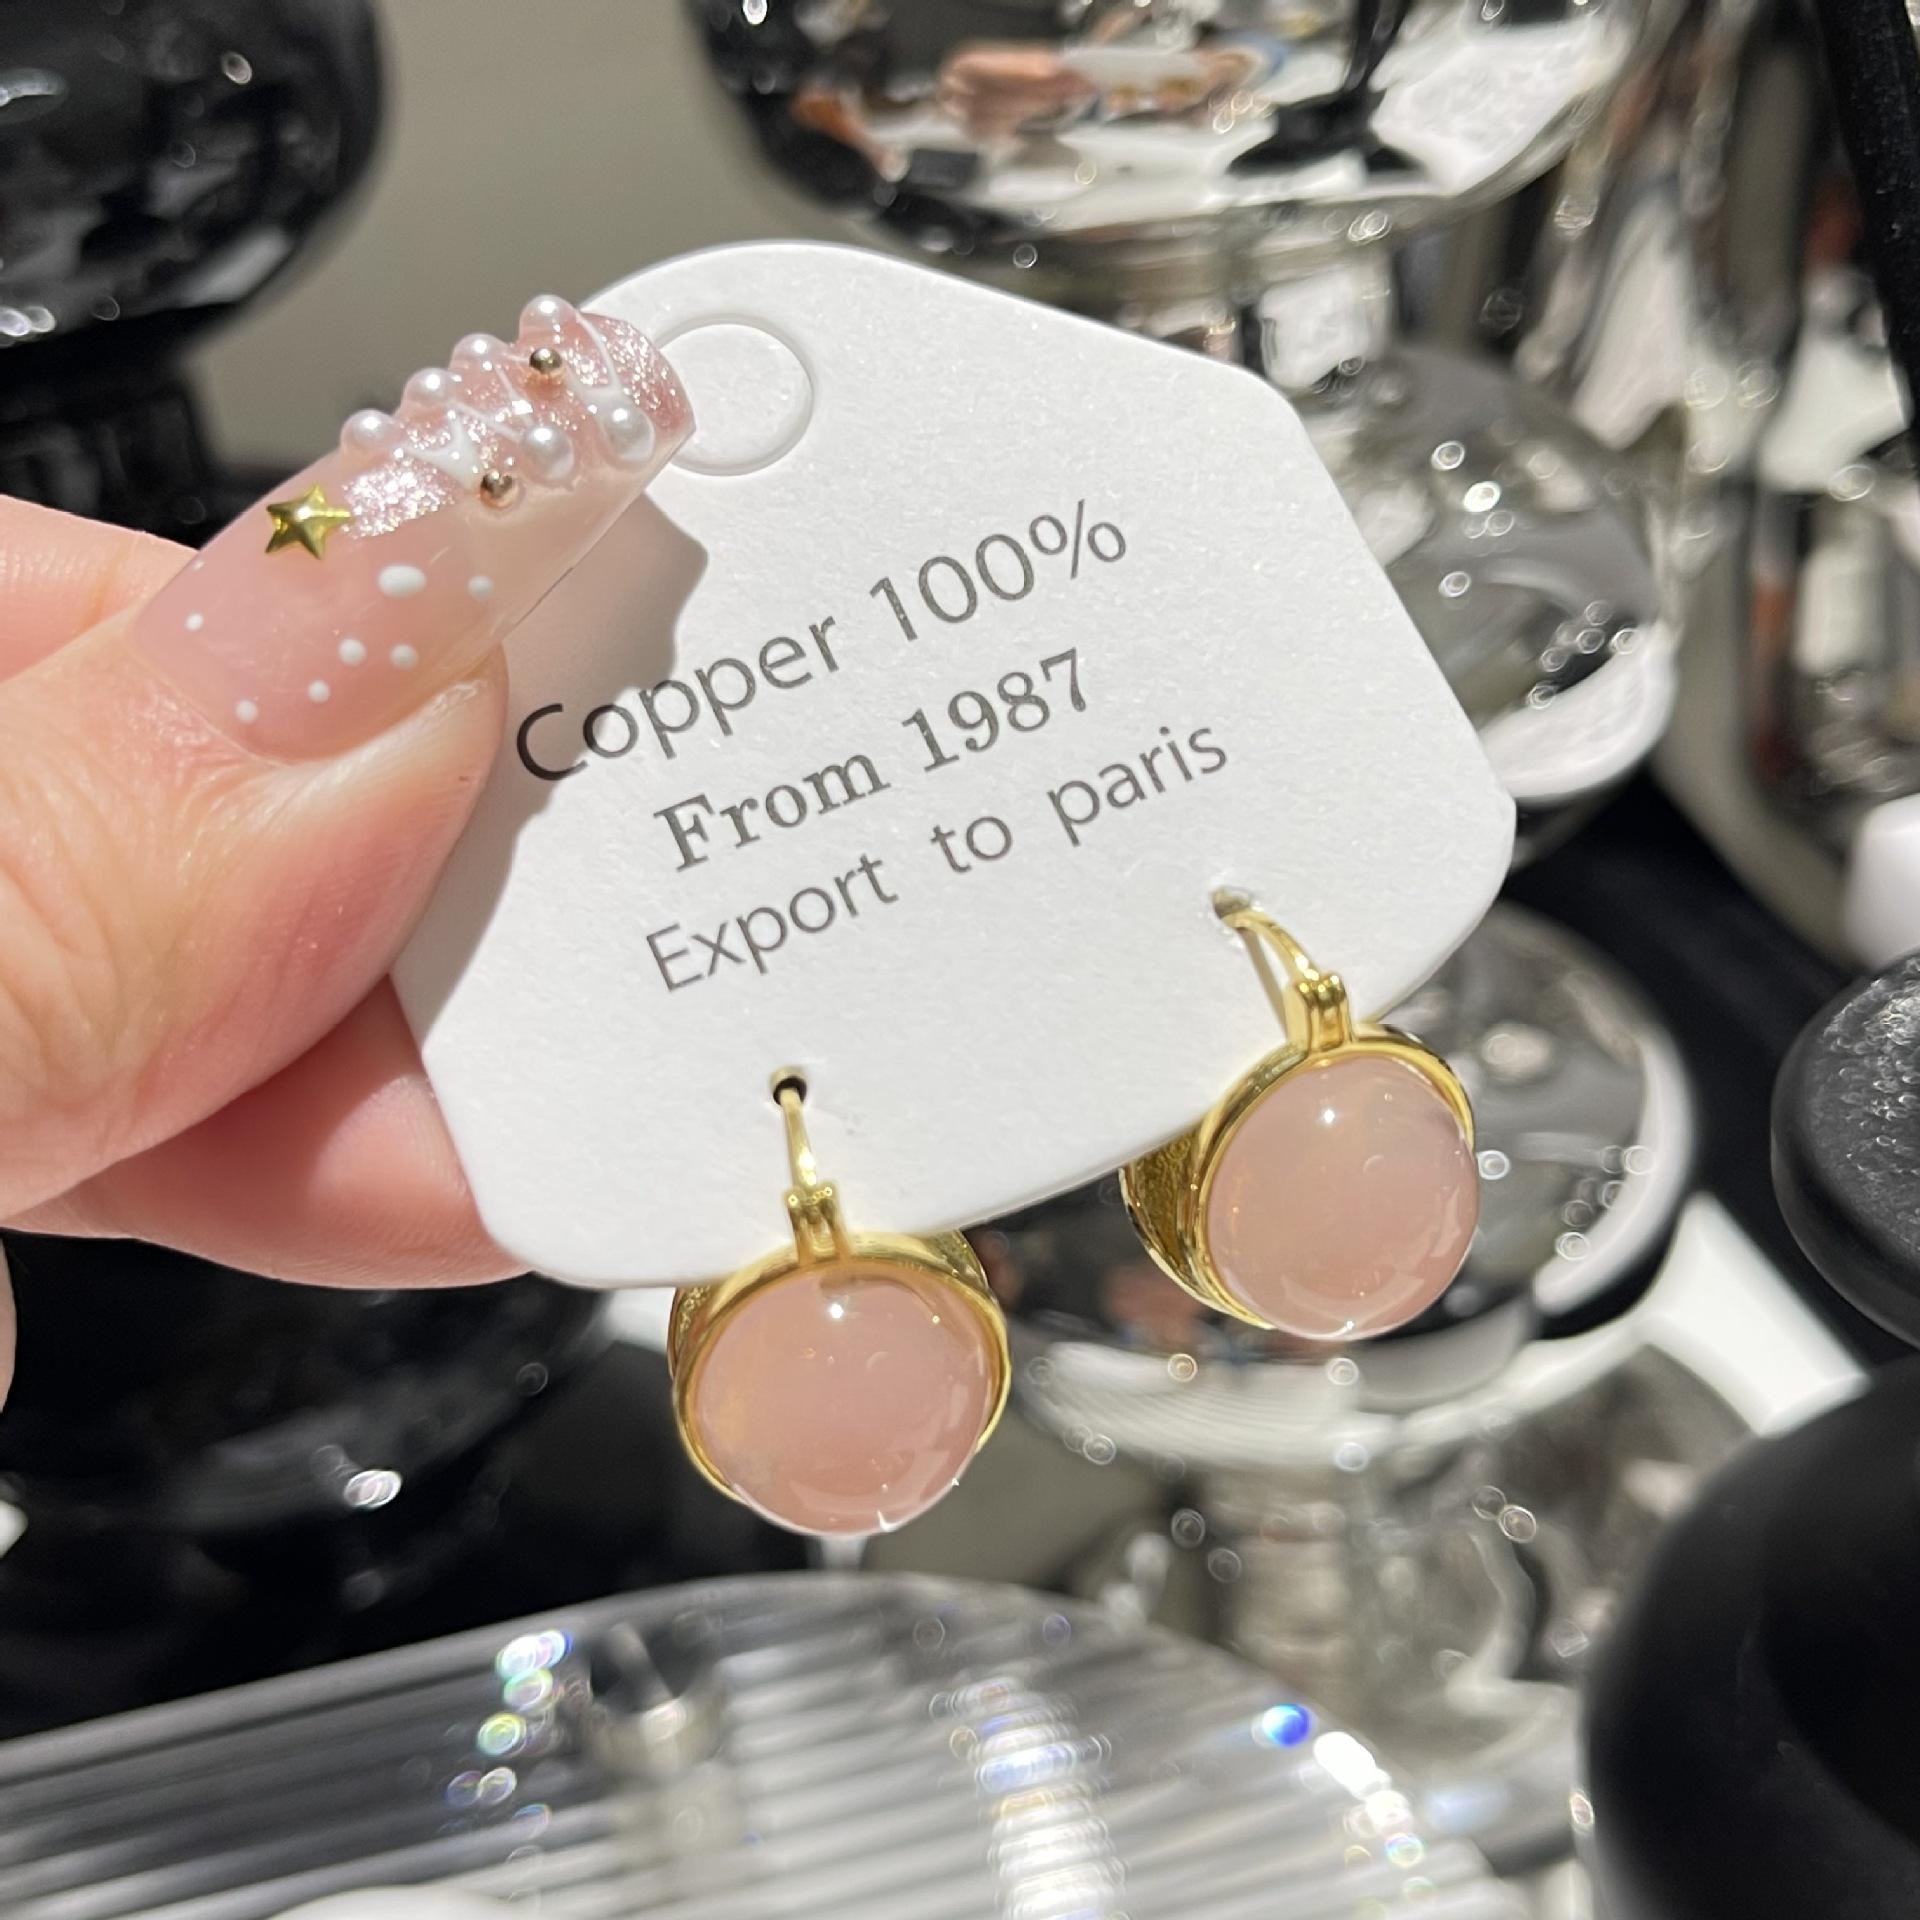 Copper 100%
From 1987
Export to paris